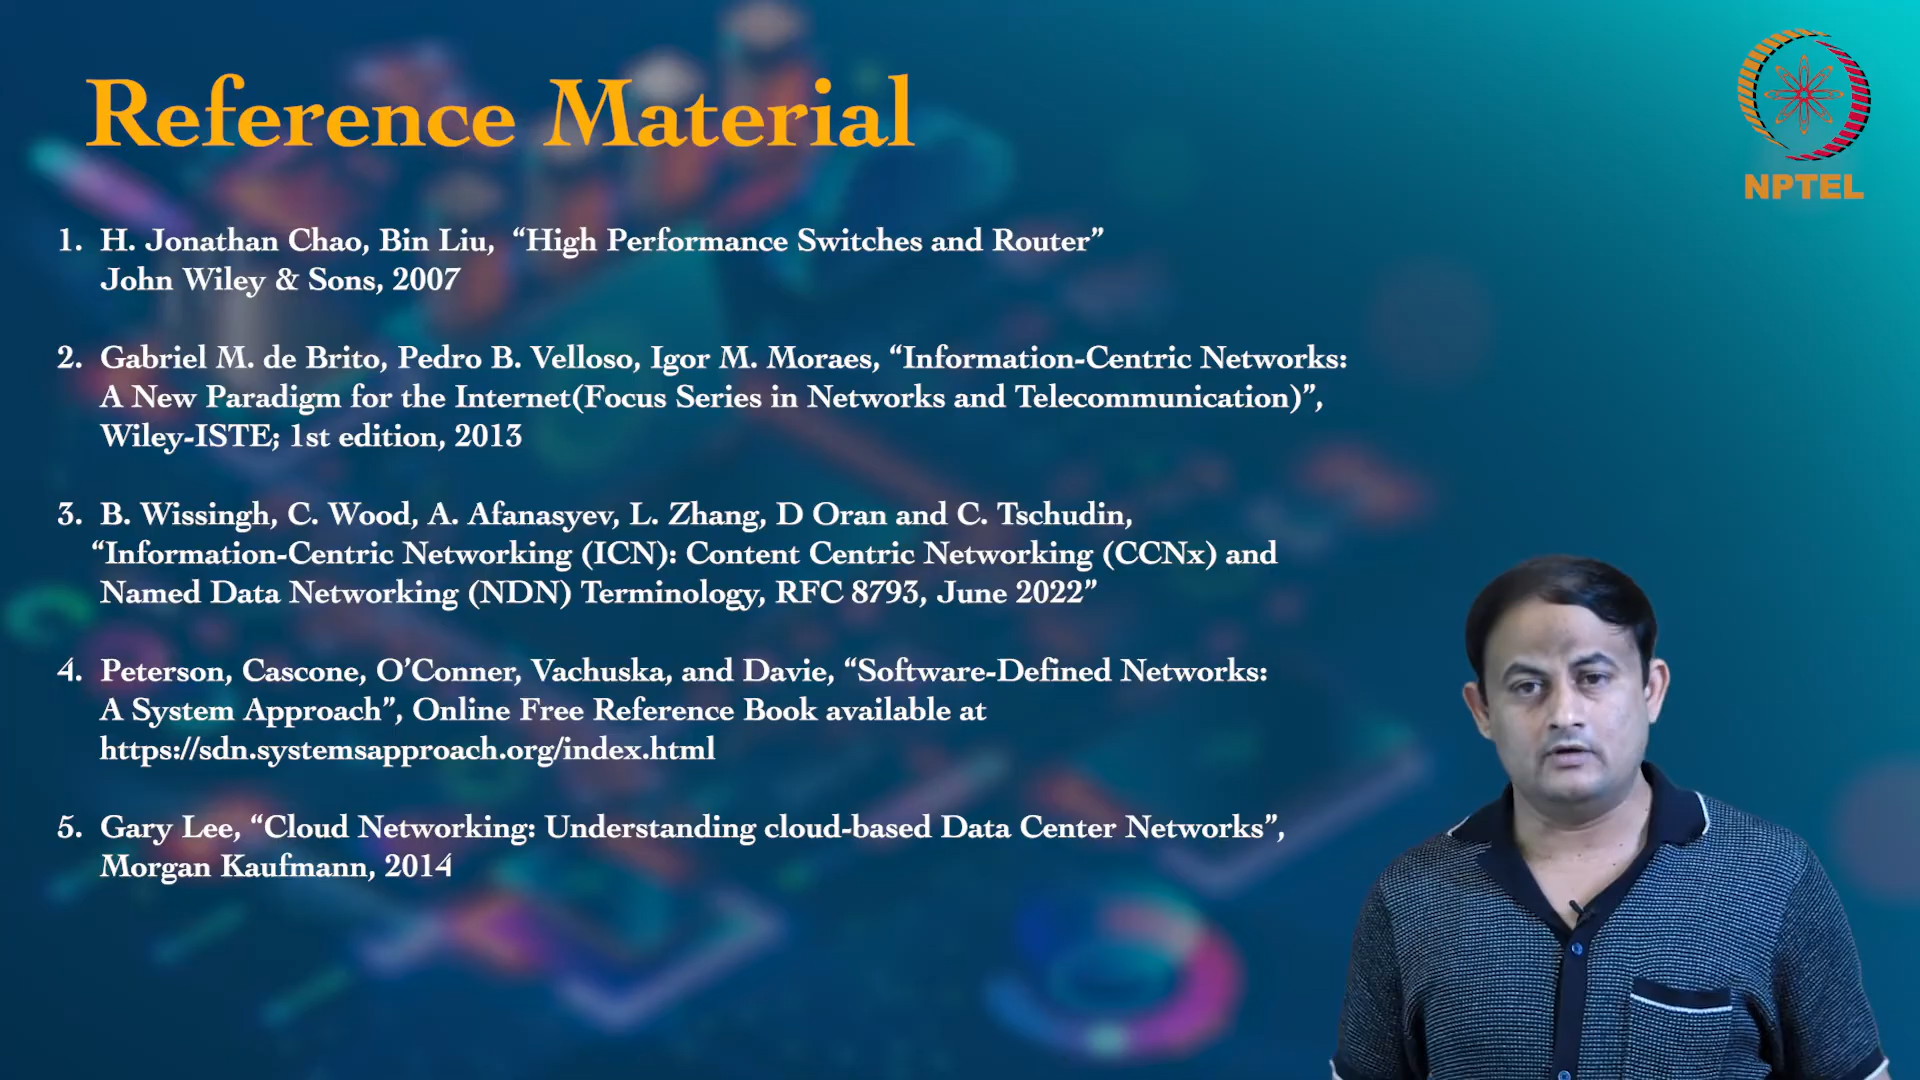 Reference Material
NPTEL
1. H. Jonathan Chao, Bin Liu, “High Performance Switches and Router”
John Wiley & Sons, 2007
2. Gabriel M. de Brito, Pedro B. Velloso, Igor M. Moraes, “Information-Centric Networks:
A New Paradigm for the Internet(Focus Series in Networks and Telecommunication)”,
Wiley-ISTE; 1st edition, 2013
3. B. Wissingh, C. Wood, A. Afanasyev, L. Zhang, D Oran and C. Tschudin,
“Information-Centric Networking (ICN): Content Centric Networking (CCNx) and
Named Data Networking (NDN) Terminology, RFC 8793, June 2022”
4. Peterson, Cascone, O’Conner, Vachuska, and Davie, “Software-Defined Networks:
A System Approach”, Online Free Reference Book available at
https://sdn.systemsapproach.org/index.html
5. Gary Lee, “Cloud Networking: Understanding cloud-based Data Center Networks”,
Morgan Kaufmann, 2014